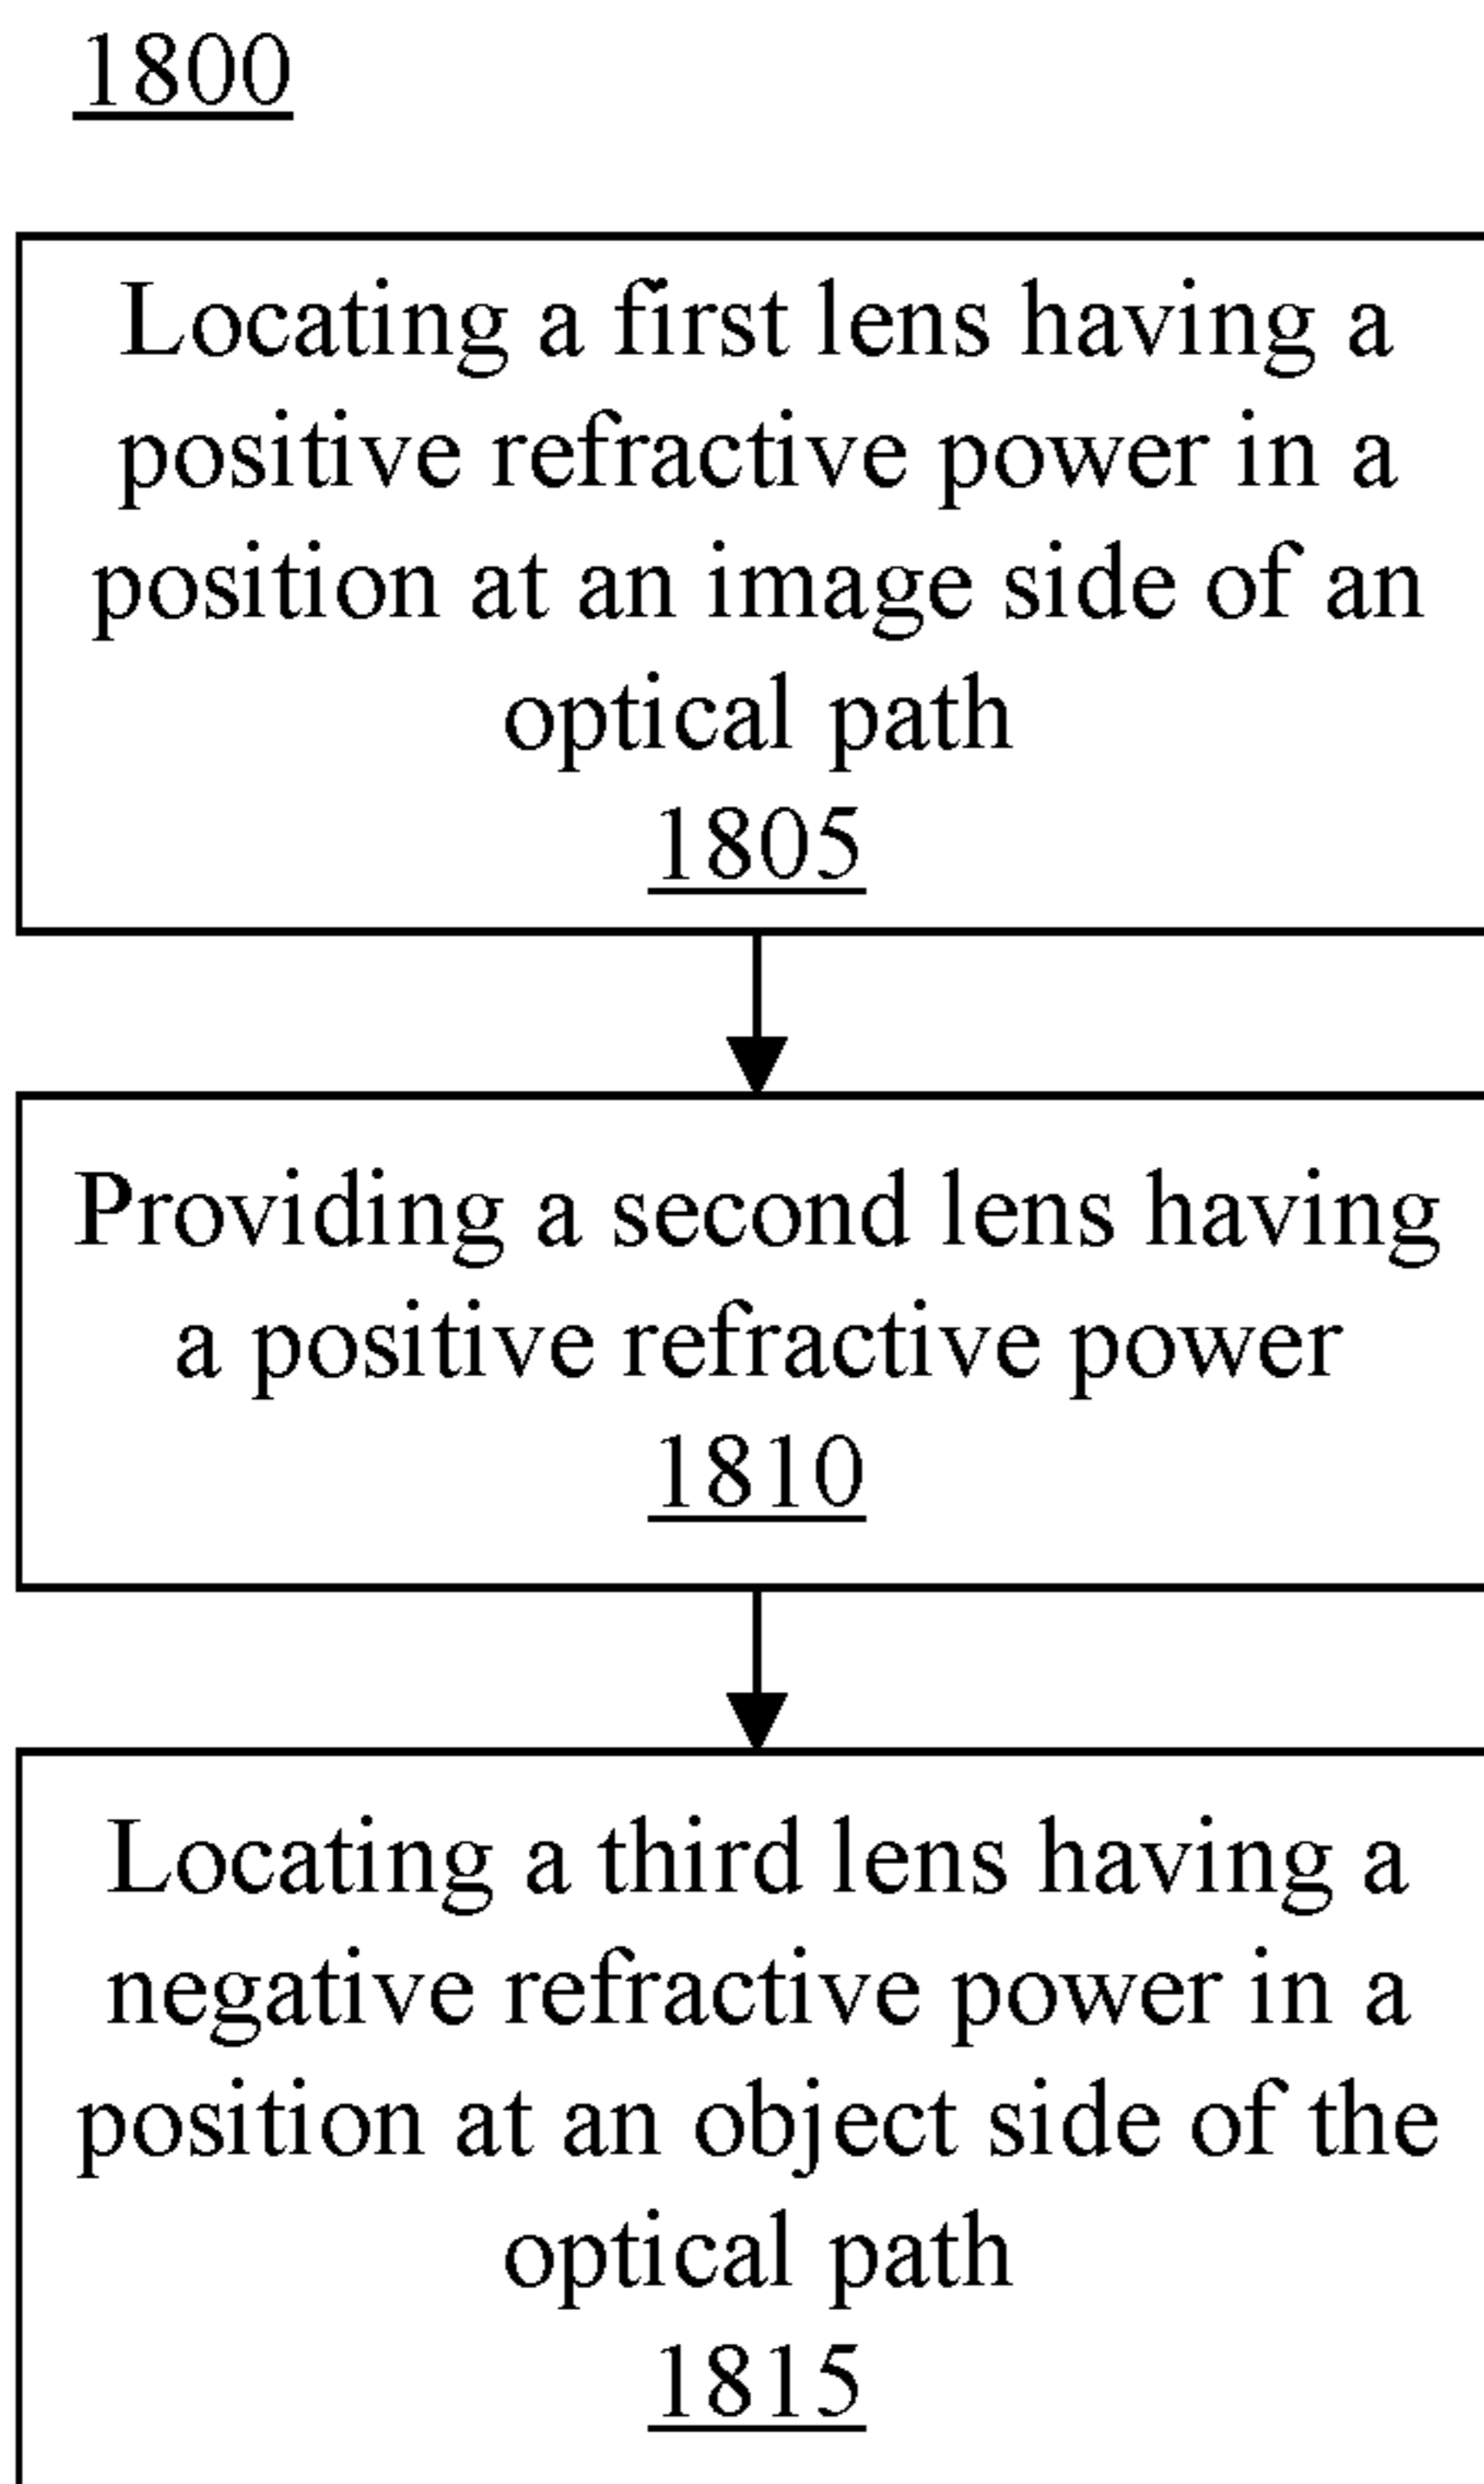 1800
Locating a first lens having a
positive refractive power in a
position at an image side of an
optical path
1805
Providing a second lens having
a positive refractive power
1810
Locating a third lens having a
negative refractive power in a
position at an object side of the
optical path
1815